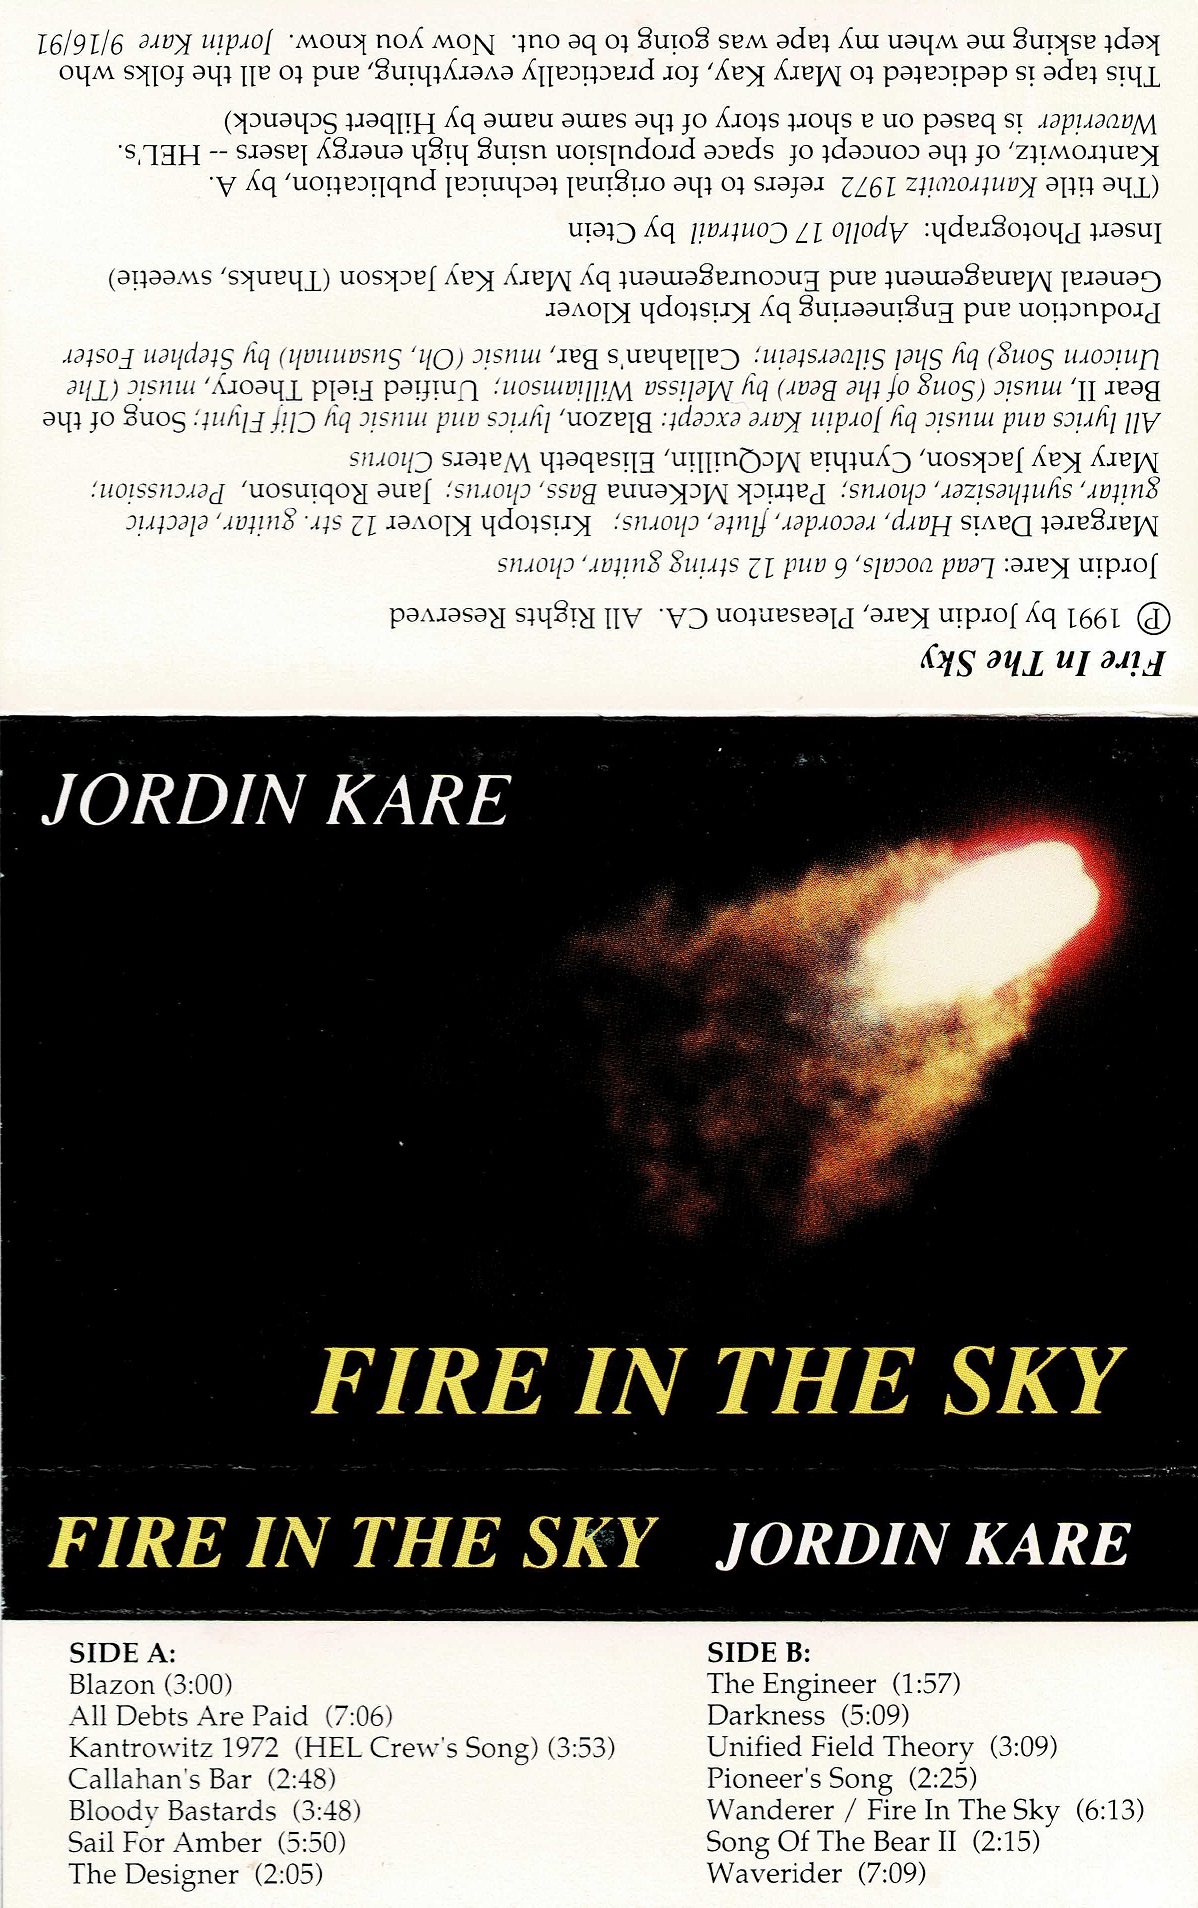 Fire In The Sky
Ⓟ 1991 by Jordin Kare, Pleasanton CA. All Rights Reserved
Jordin Kare: Lead vocals, 6 and 12 string guitar, chorus
Margaret Davis Harp, recorder, flute, chorus; Kristoph Klover 12 str. guitar, electric
guitar, synthesizer, chorus; Patrick McKenna Bass, chorus; Jane Robinson, Percussion;
Mary Kay Jackson, Cynthia McQuillin, Elisabeth Waters Chorus
All lyrics and music by Jordin Kare except: Blazon, lyrics and music by Clif Flynt; Song of the
Bear II, music (Song of the Bear) by Melissa Williamson; Unified Field Theory, music (The
Unicorn Song) by Shel Silverstein; Callahan's Bar, music (Oh, Susannah) by Stephen Foster
Production and Engineering by Kristoph Klover
General Management and Encouragement by Mary Kay Jackson (Thanks, sweetie)
Insert Photograph: Apollo 17 Contrail by Ctein
(The title Kantrowitz 1972 refers to the original technical publication, by A.
Kantrowitz, of the concept of space propulsion using high energy lasers -- HEL's.
Waverider is based on a short story of the same name by Hilbert Schenck)
This tape is dedicated to Mary Kay, for practically everything, and to all the folks who
kept asking me when my tape was going to be out. Now you know. Jordin Kare 9/16/91
JORDIN KARE
FIRE IN THE SKY
FIRE IN THE SKY JORDIN KARE
SIDE A:
Blazon (3:00)
All Debts Are Paid (7:06)
Kantrowitz 1972 (HEL Crew's Song) (3:53)
Callahan's Bar (2:48)
Bloody Bastards (3:48)
Sail For Amber (5:50)
The Designer (2:05)
SIDE B:
The Engineer (1:57)
Darkness (5:09)
Unified Field Theory (3:09)
Pioneer's Song (2:25)
Wanderer / Fire In The Sky (6:13)
Song Of The Bear II (2:15)
Waverider (7:09)